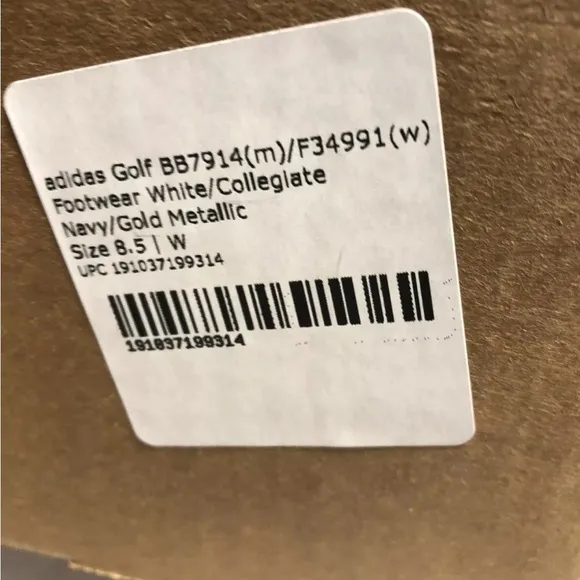 adidas Golf BB7914(m)/F34991(w)
Footwear White/Collegiate
Navy/Gold Metallic
Size 8.5 | W
UPC 191037199314
191037199314